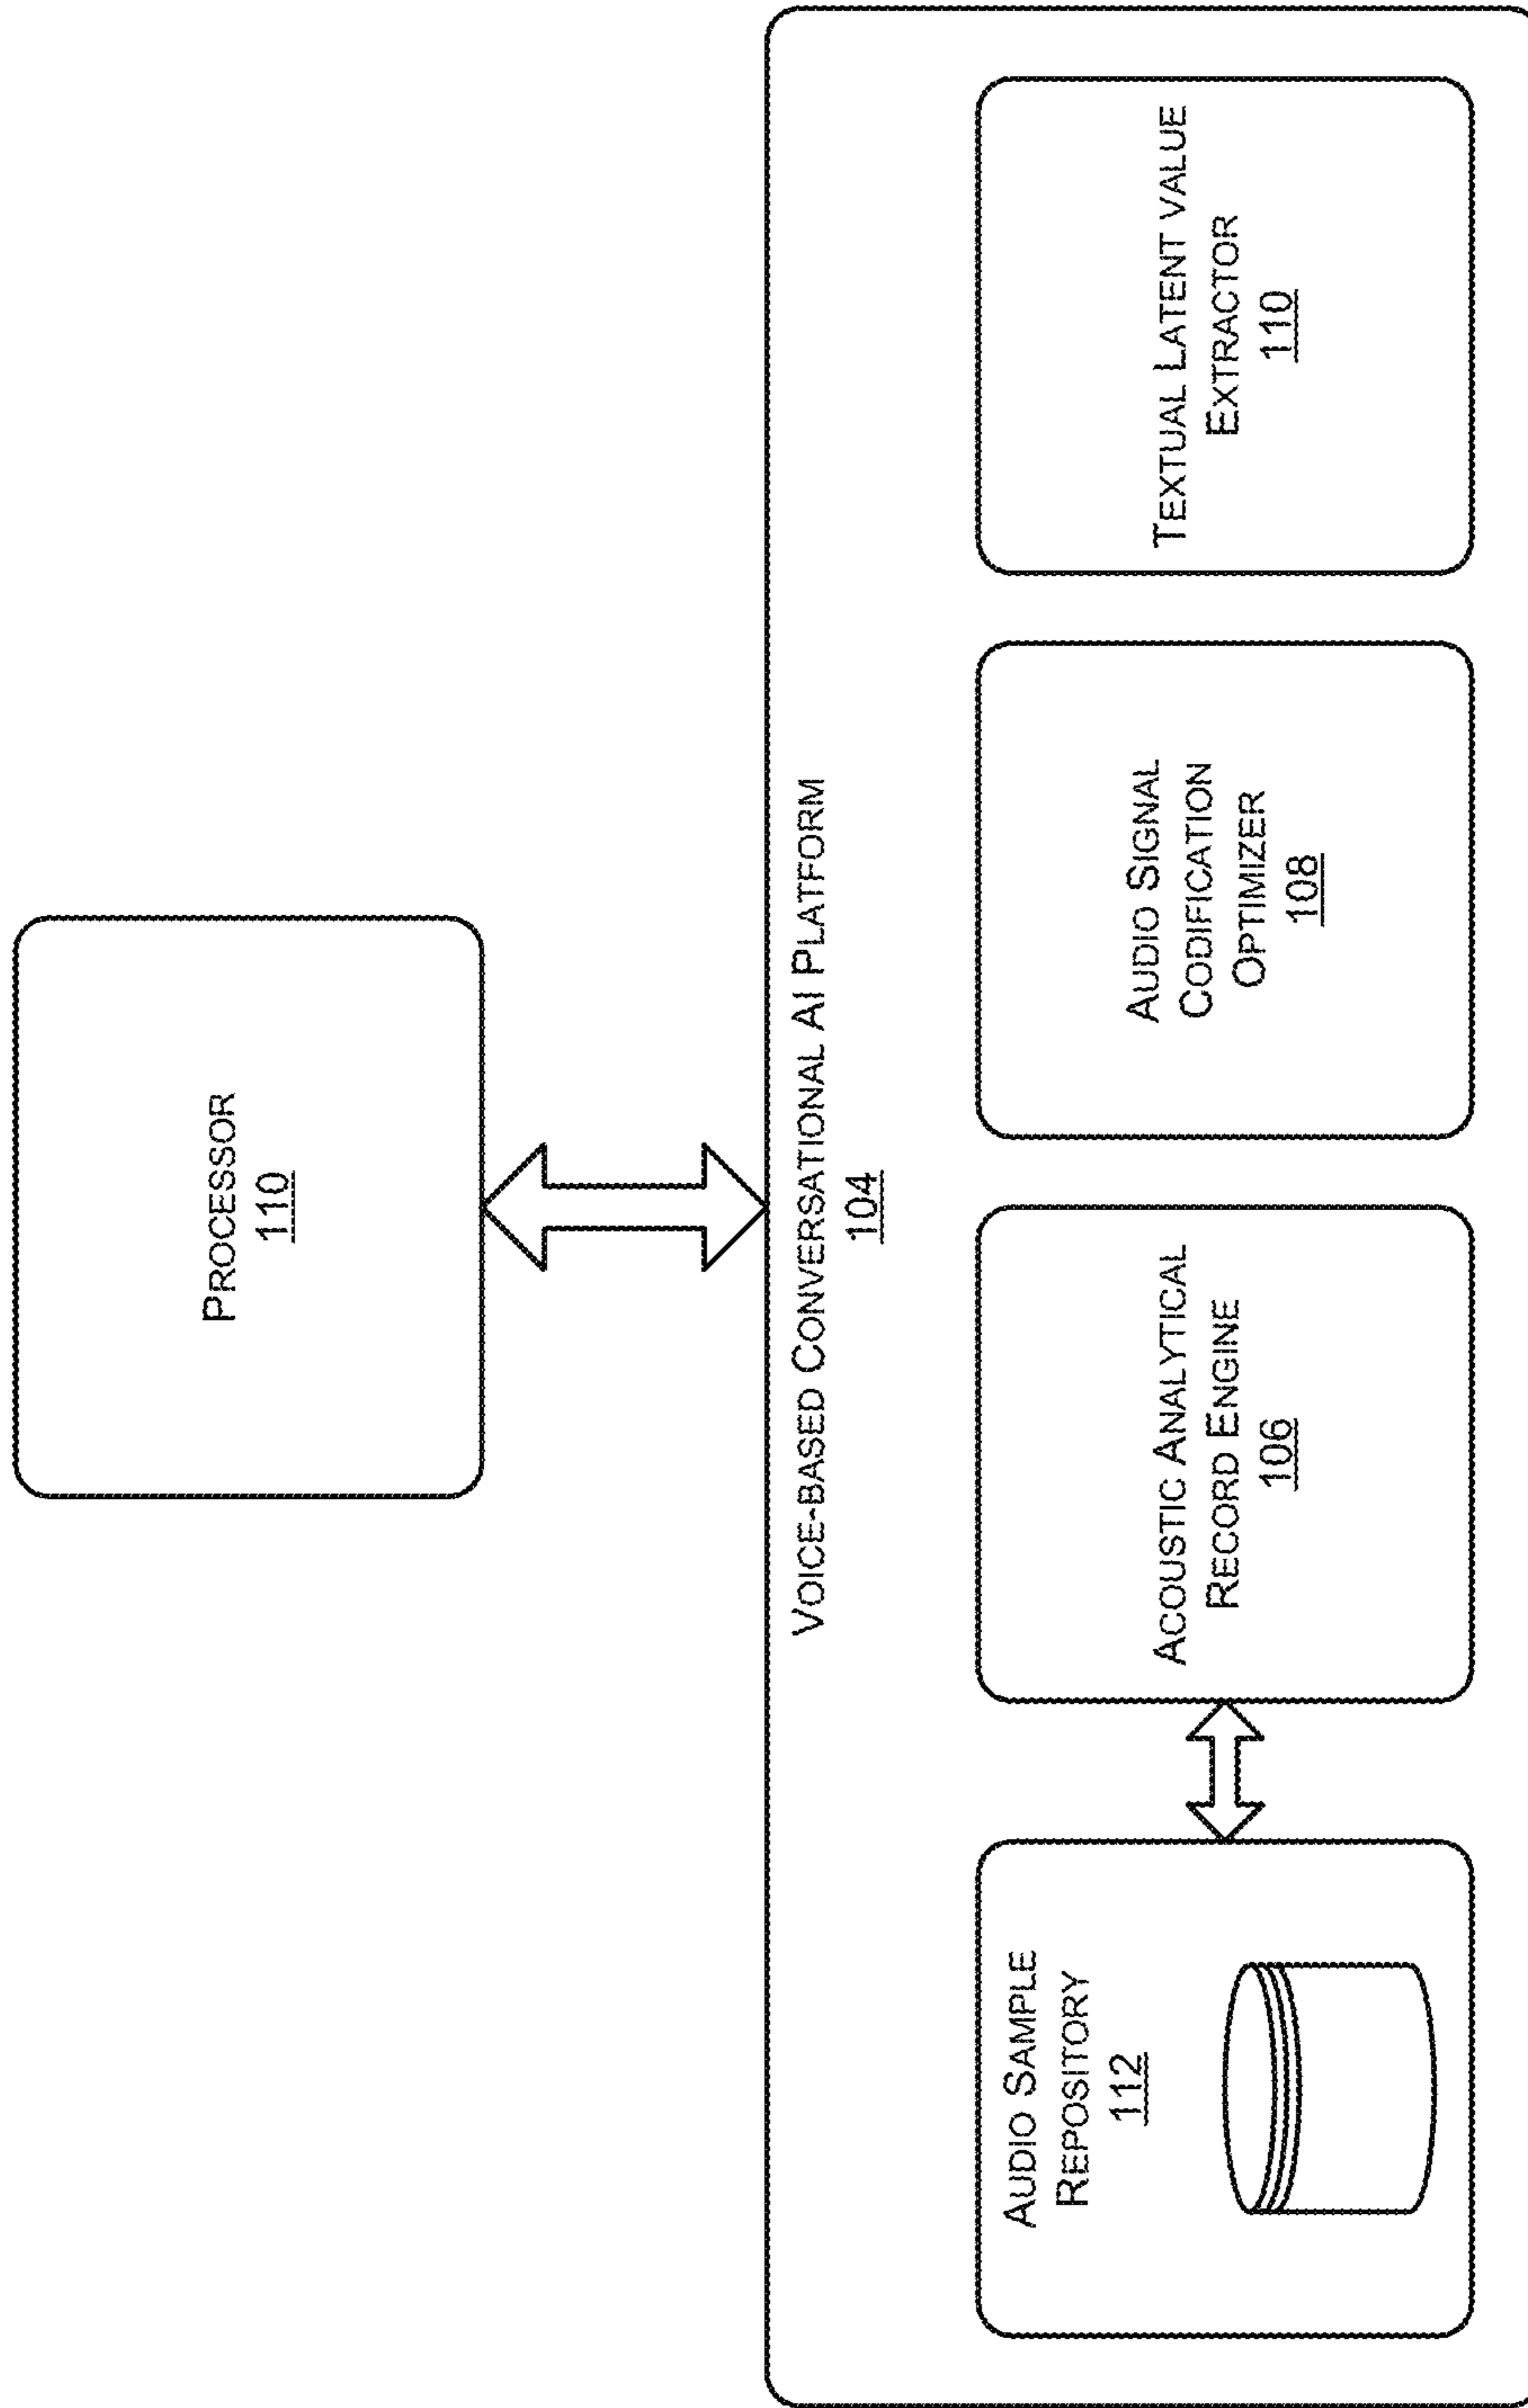 PROCESSOR
110
VOICE-BASED CONVERSATIONAL AI PLATFORM
104
AUDIO SAMPLE
REPOSITORY
112
ACOUSTIC ANALYTICAL
RECORD ENGINE
106
AUDIO SIGNAL
CODIFICATION
OPTIMIZER
108
TEXTUAL LATENT VALUE
EXTRACTOR
110